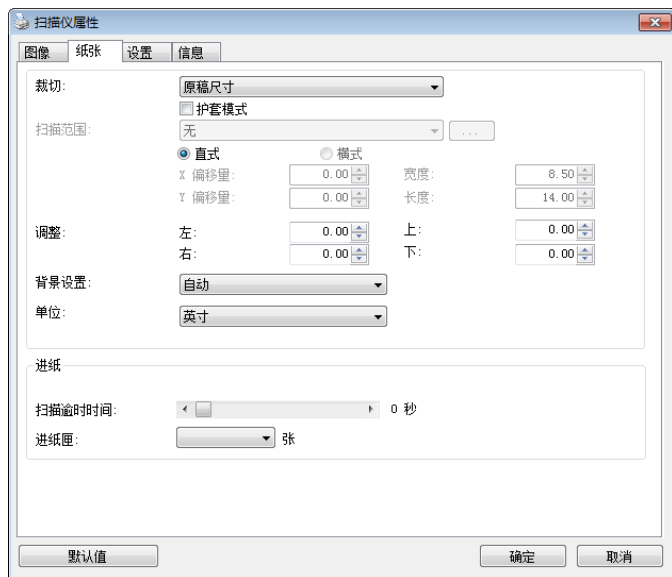 扫描仪属性
图像 纸张 设置 信息
裁切: 原稿尺寸
护套模式
扫描范围: 无 ...
直式 横式
X 偏移量: 0.00 宽度: 8.50
Y 偏移量: 0.00 长度: 14.00
调整: 左: 0.00 上: 0.00
右: 0.00 下: 0.00
背景设置: 自动
单位: 英寸
进纸
扫描逾时时间: 0 秒
进纸匣: 张
默认值 确定 取消